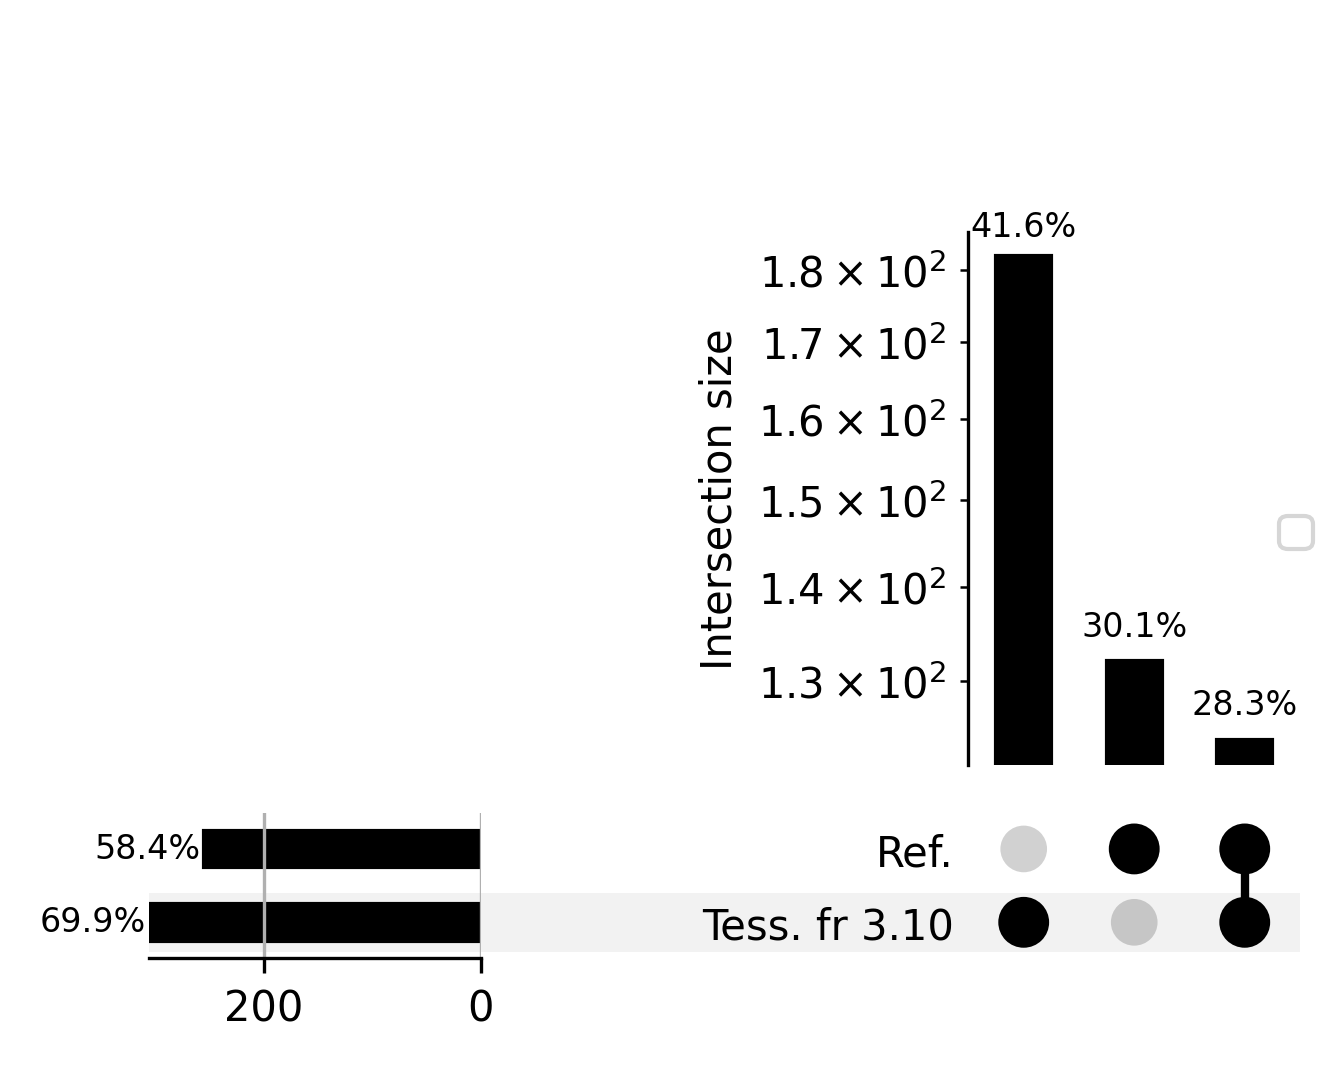 41.6%
1.8 × 10²
1.7 × 10²
1.6 × 10²
1.5 × 10²
1.4 × 10²
1.3 × 10²
Intersection size
30.1%
28.3%
58.4%
Ref.
69.9%
Tess. fr 3.10
200 0